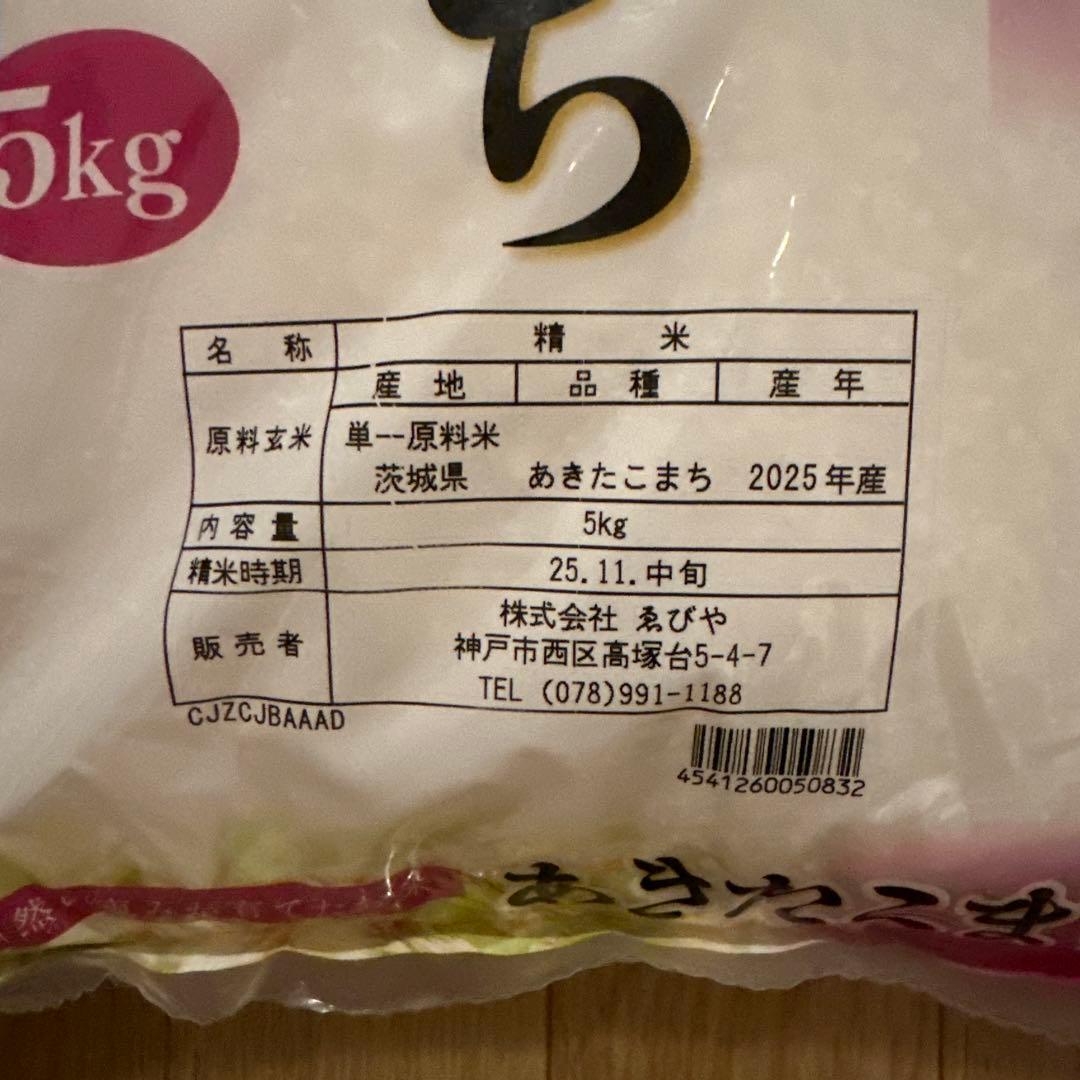 ち
5kg
名称 精米
産地 品種 産年
原料玄米 単一原料米
茨城県 あきたこまち 2025年産
内容量 5kg
精米時期 25.11.中旬
販売者 株式会社 ゑびや
神戸市西区高塚台5-4-7
TEL (078)991-1188
CJZCJBAAAD
4541260050832
あきたこま